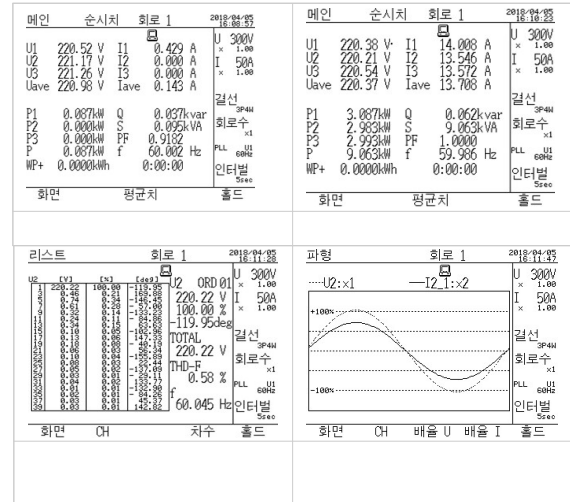 메인 순시치 회로 1 2018/04/05 16:08:57
U1 220.52 V I1 0.429 A
U2 221.17 V I2 0.000 A
U3 221.26 V I3 0.000 A
Uave 220.98 V Iave 0.143 A
P1 0.087kW Q 0.037kvar
P2 0.000kW S 0.095kVA
P3 0.000kW PF 0.9182
P 0.087kW f 60.002 Hz
WP+ 0.0000kWh 0:00:00
U 300V
× 1.00
I 50A
× 1.00
결선
3P4W
회로수
×1
PLL U1
60Hz
인터벌
5sec
화면 평균치 홀드
메인 순시치 회로 1 2018/04/05 16:10:23
U1 220.38 V I1 14.008 A
U2 220.21 V I2 13.546 A
U3 220.54 V I3 13.572 A
Uave 220.37 V Iave 13.708 A
P1 3.087kW Q 0.062kvar
P2 2.983kW S 9.063kVA
P3 2.993kW PF 1.0000
P 9.063kW f 59.986 Hz
WP+ 0.0000kWh 0:00:00
U 300V
× 1.00
I 50A
× 1.00
결선
3P4W
회로수
×1
PLL U1
60Hz
인터벌
5sec
화면 평균치 홀드
리스트 회로 1 2018/04/05 16:11:28
U2 [V] [%] [deg]
1 220.22 100.00 -119.95
U2 ORD 01
220.22 V
100.00 %
-119.95deg
TOTAL
220.22 V
THD-F
0.58 %
f
60.045 Hz
U 300V
× 1.00
I 50A
× 1.00
결선
3P4W
회로수
×1
PLL U1
60Hz
인터벌
5sec
화면 CH 차수 홀드
파형 회로 1 2018/04/05 16:11:47
U2:×1 I2_1:×2
+100%
-100%
U 300V
× 1.00
I 50A
× 1.00
결선
3P4W
회로수
×1
PLL U1
60Hz
인터벌
5sec
화면 CH 배율 U 배율 I 홀드